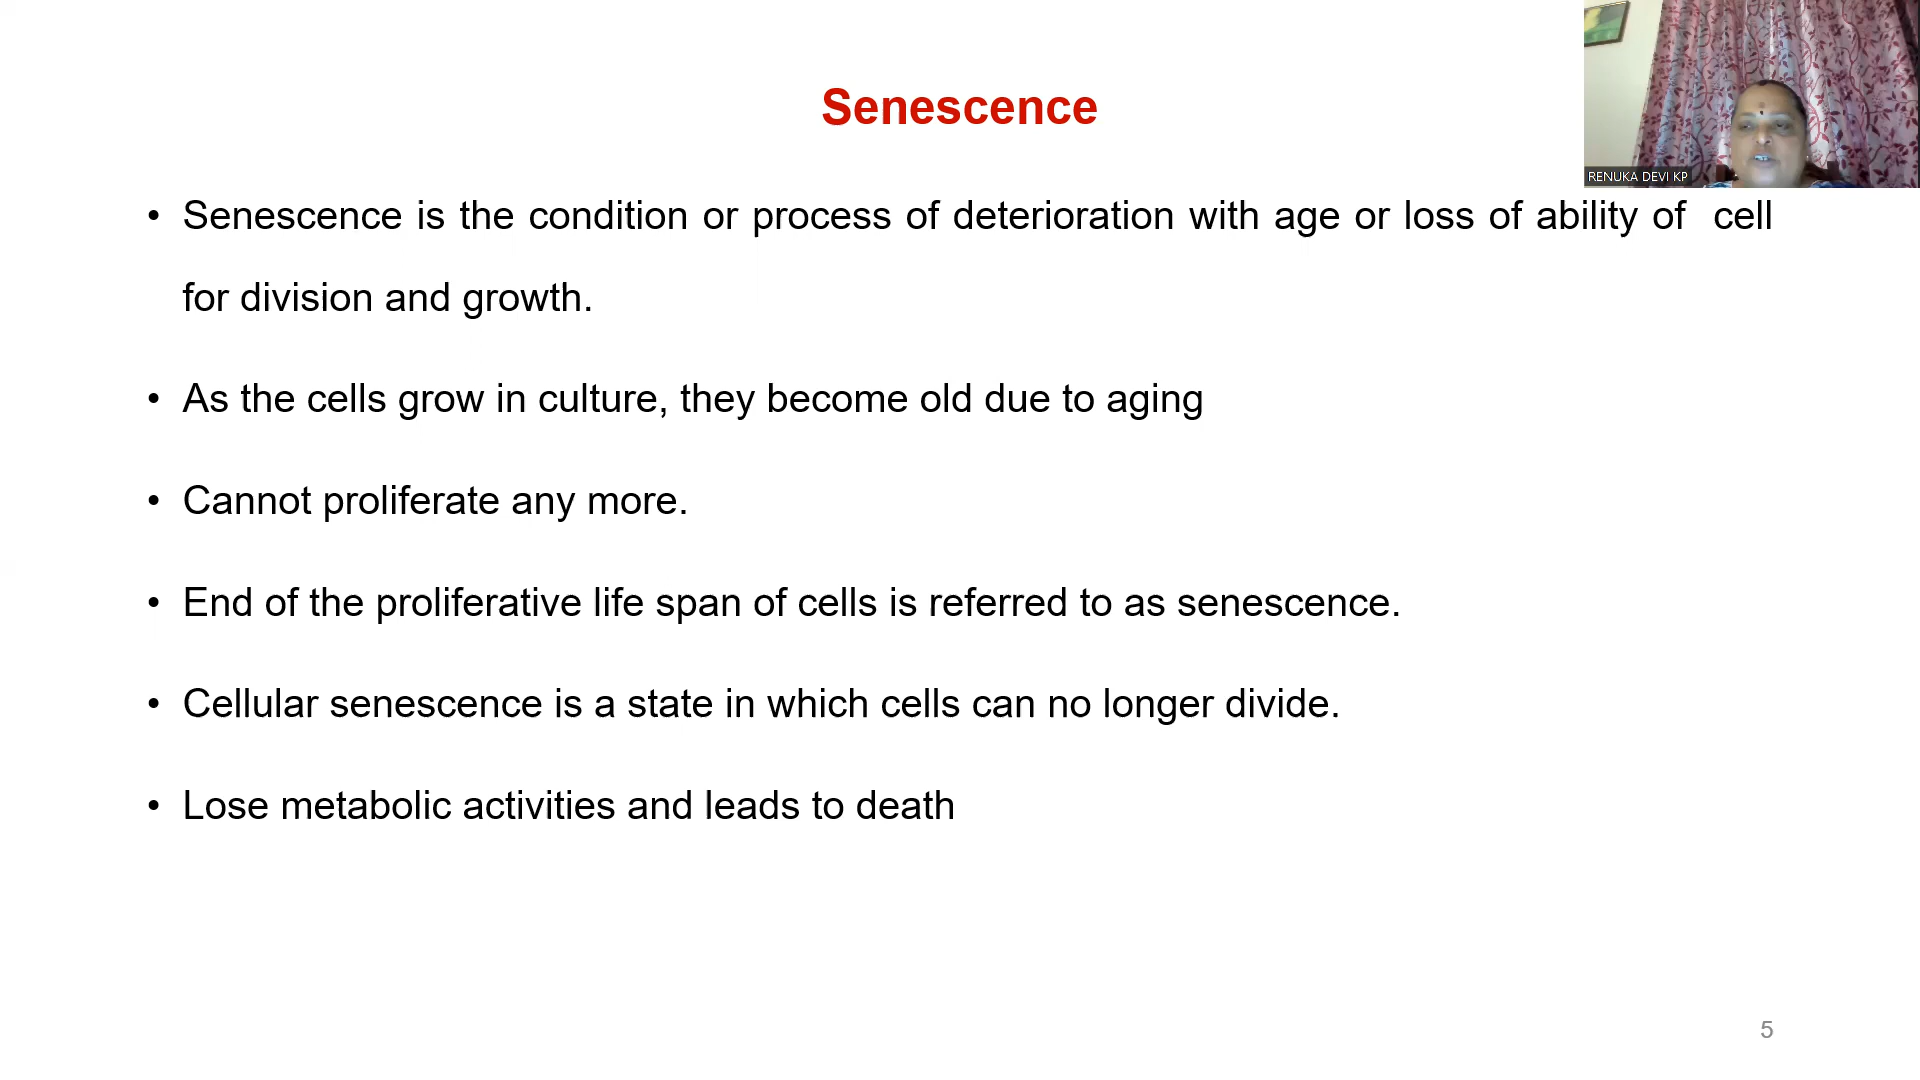 Senescence
RENUKA DEVI KP
• Senescence is the condition or process of deterioration with age or loss of ability of cell
for division and growth.
• As the cells grow in culture, they become old due to aging
• Cannot proliferate any more.
• End of the proliferative life span of cells is referred to as senescence.
• Cellular senescence is a state in which cells can no longer divide.
• Lose metabolic activities and leads to death
5